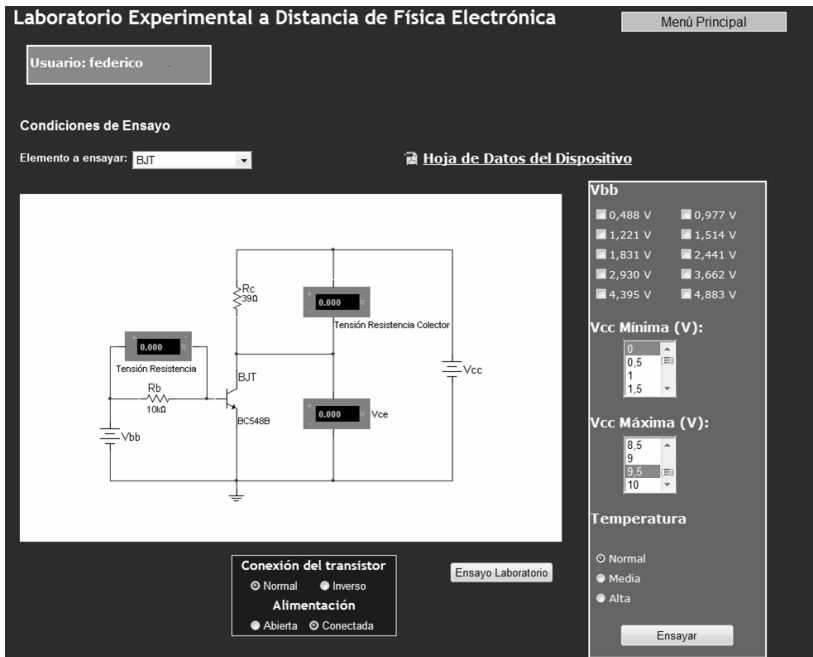 Laboratorio Experimental a Distancia de Física Electrónica
Menú Principal
Usuario: federico
Condiciones de Ensayo
Elemento a ensayar: BJT
Hoja de Datos del Dispositivo
Rc
39Ω
0.000 V
Tensión Resistencia Colector
0.000
Tensión Resistencia
Rb
10kΩ
BJT
BC548B
Vcc
0.000 V
Vce
Vbb
Conexión del transistor
Normal Inverso
Alimentación
Abierta Conectada
Ensayo Laboratorio
Vbb
0,488 V 0,977 V
1,221 V 1,514 V
1,831 V 2,441 V
2,930 V 3,662 V
4,395 V 4,883 V
Vcc Mínima (V):
0
0,5
1
1,5
Vcc Máxima (V):
8,5
9
9,5
10
Temperatura
Normal
Media
Alta
Ensayar